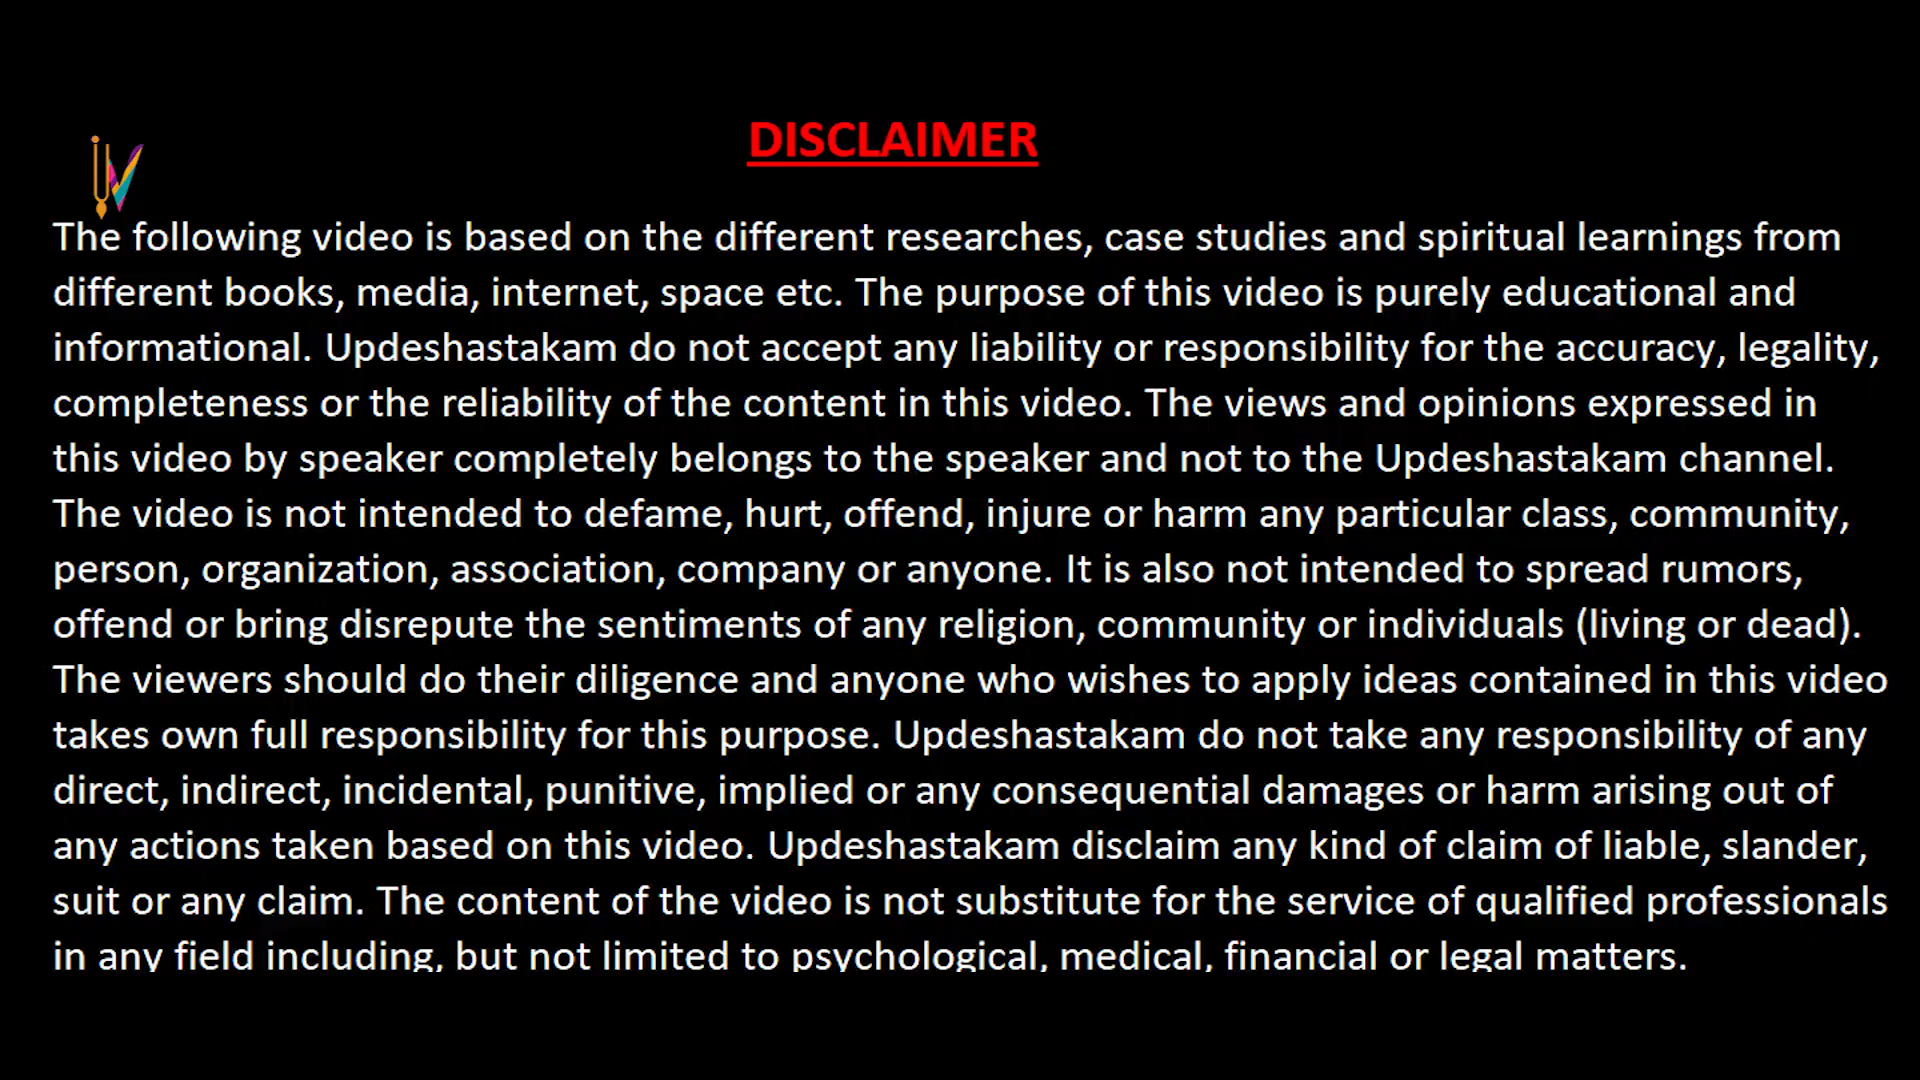 DISCLAIMER
The following video is based on the different researches, case studies and spiritual learnings from
different books, media, internet, space etc. The purpose of this video is purely educational and
informational. Updeshastakam do not accept any liability or responsibility for the accuracy, legality,
completeness or the reliability of the content in this video. The views and opinions expressed in
this video by speaker completely belongs to the speaker and not to the Updeshastakam channel.
The video is not intended to defame, hurt, offend, injure or harm any particular class, community,
person, organization, association, company or anyone. It is also not intended to spread rumors,
offend or bring disrepute the sentiments of any religion, community or individuals (living or dead).
The viewers should do their diligence and anyone who wishes to apply ideas contained in this video
takes own full responsibility for this purpose. Updeshastakam do not take any responsibility of any
direct, indirect, incidental, punitive, implied or any consequential damages or harm arising out of
any actions taken based on this video. Updeshastakam disclaim any kind of claim of liable, slander,
suit or any claim. The content of the video is not substitute for the service of qualified professionals
in any field including, but not limited to psychological, medical, financial or legal matters.